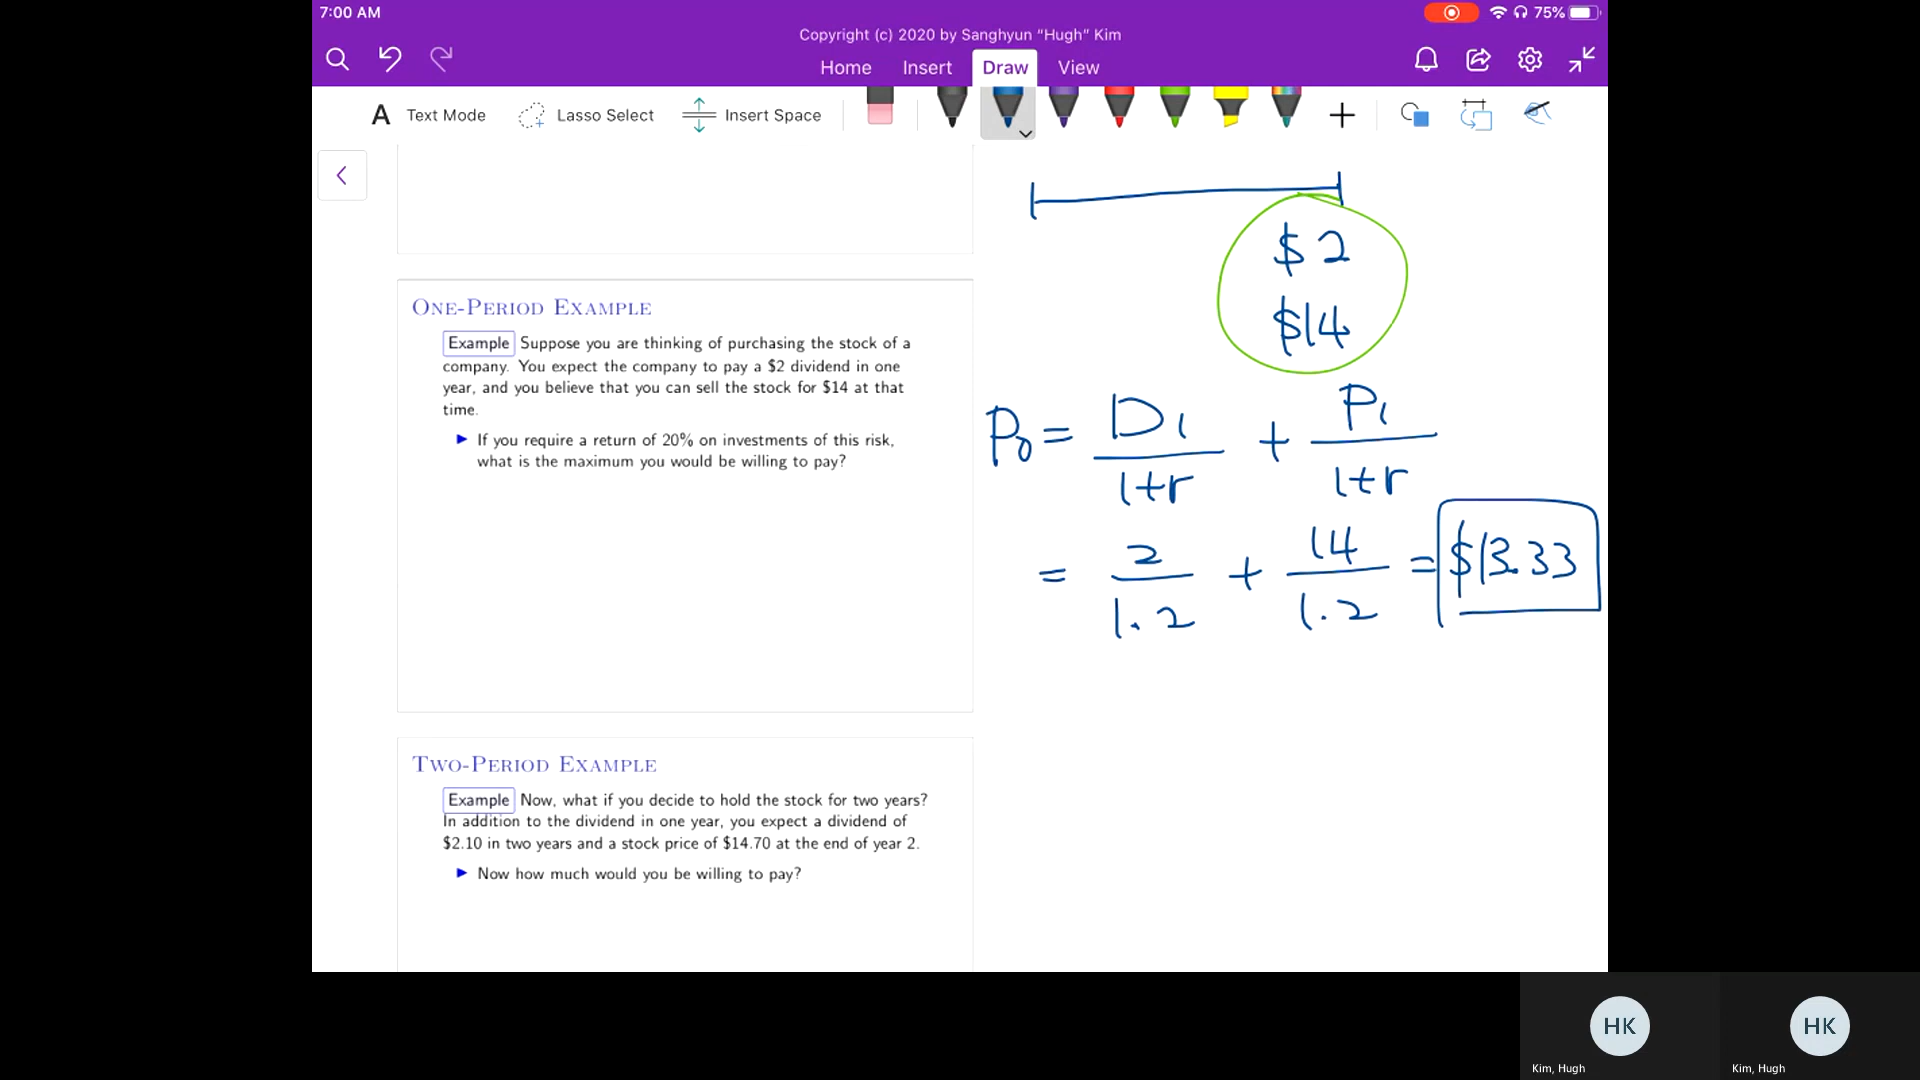 7:00 AM
75%
Copyright (c) 2020 by Sanghyun “Hugh” Kim
Home Insert Draw View
A Text Mode Lasso Select Insert Space
$2
$14
ONE-PERIOD EXAMPLE
Example Suppose you are thinking of purchasing the stock of a
company. You expect the company to pay a $2 dividend in one
year, and you believe that you can sell the stock for $14 at that
time.
▶ If you require a return of 20% on investments of this risk,
what is the maximum you would be willing to pay?
P0 = D1/1+r + P1/1+r
= 2/1.2 + 14/1.2 = $13.33
TWO-PERIOD EXAMPLE
Example Now, what if you decide to hold the stock for two years?
In addition to the dividend in one year, you expect a dividend of
$2.10 in two years and a stock price of $14.70 at the end of year 2.
▶ Now how much would you be willing to pay?
HK HK
Kim, Hugh Kim, Hugh